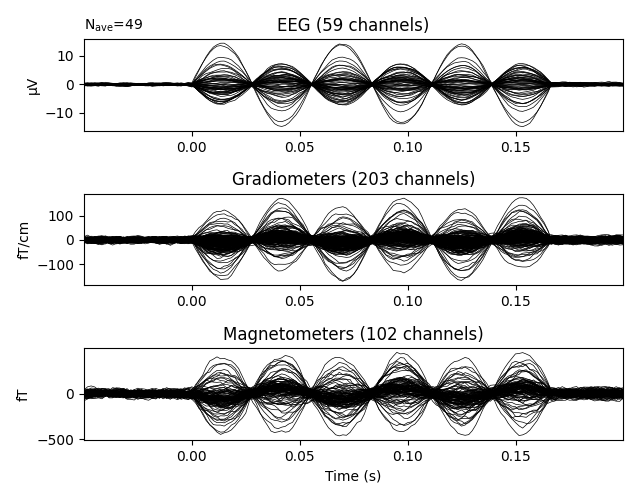 Nave=49
EEG (59 channels)
µV
10
0
−10
0.00 0.05 0.10 0.15
Gradiometers (203 channels)
fT/cm
100
0
−100
0.00 0.05 0.10 0.15
Magnetometers (102 channels)
fT
0
−500
0.00 0.05 0.10 0.15
Time (s)